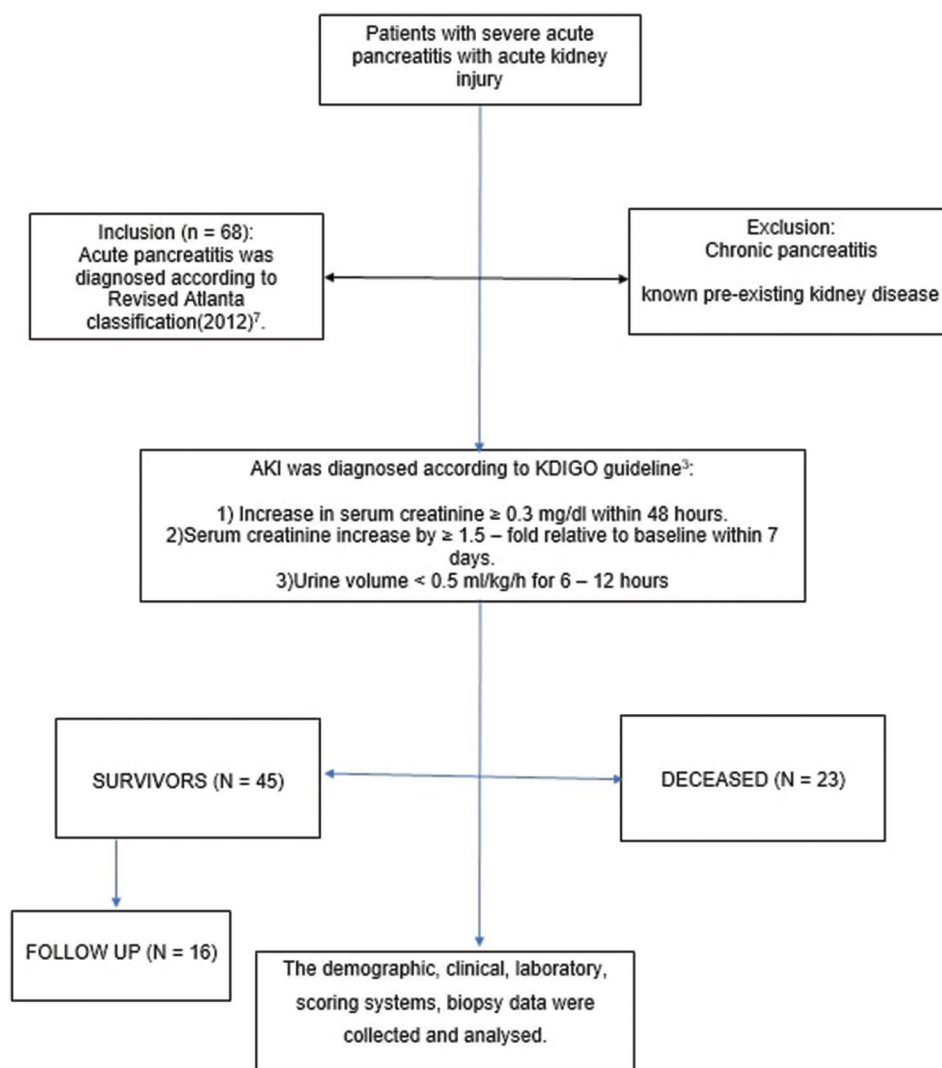 Patients with severe acute
pancreatitis with acute kidney
injury
Inclusion (n = 68):
Acute pancreatitis was
diagnosed according to
Revised Atlanta
classification(2012)⁷.
Exclusion:
Chronic pancreatitis
known pre-existing kidney disease
AKI was diagnosed according to KDIGO guideline³:
1) Increase in serum creatinine ≥ 0.3 mg/dl within 48 hours.
2)Serum creatinine increase by ≥ 1.5 – fold relative to baseline within 7
days.
3)Urine volume < 0.5 ml/kg/h for 6 – 12 hours
SURVIVORS (N = 45)
DECEASED (N = 23)
FOLLOW UP (N = 16)
The demographic, clinical, laboratory,
scoring systems, biopsy data were
collected and analysed.